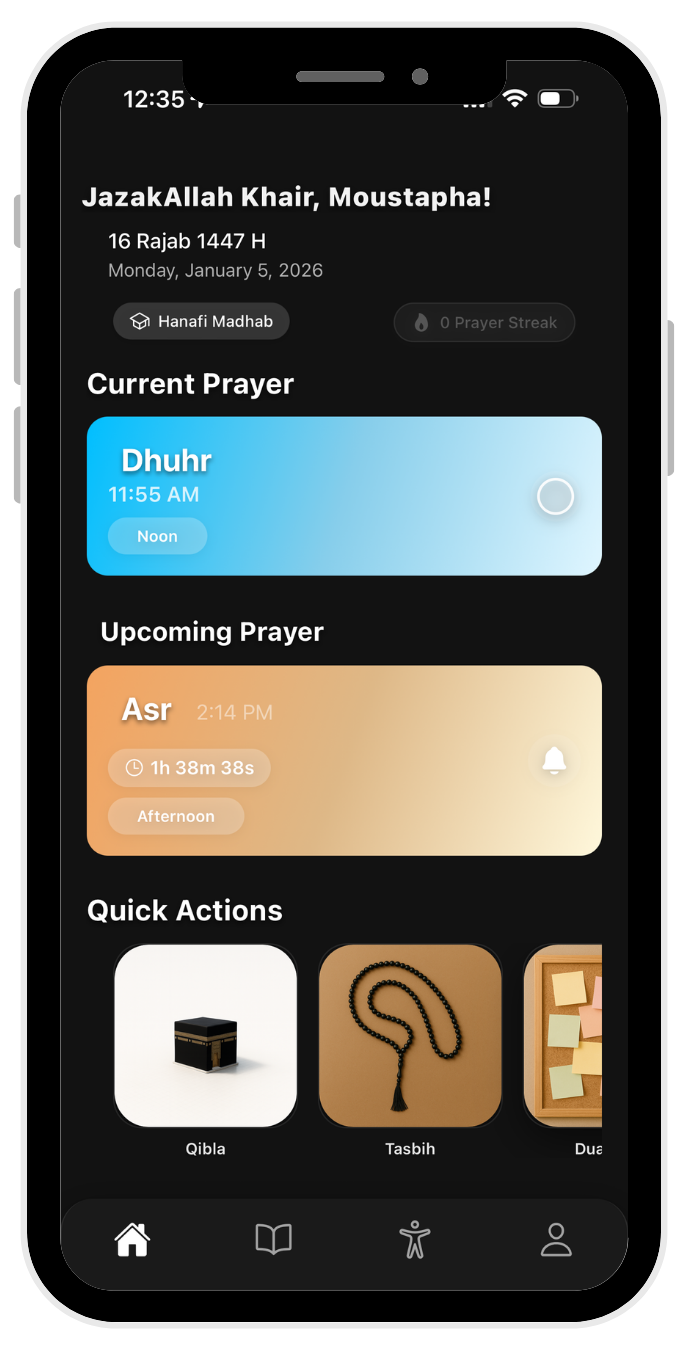 12:35
JazakAllah Khair, Moustapha!
16 Rajab 1447 H
Monday, January 5, 2026
Hanafi Madhab
0 Prayer Streak
Current Prayer
Dhuhr
11:55 AM
Noon
Upcoming Prayer
Asr 2:14 PM
1h 38m 38s
Afternoon
Quick Actions
Qibla
Tasbih
Dua